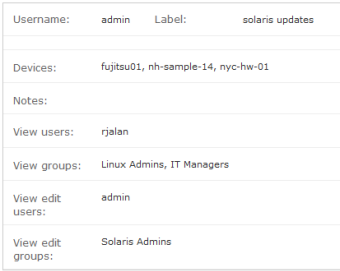 Username: admin Label: solaris updates
Devices: fujitsu01, nh-sample-14, nyc-hw-01
Notes:
View users: rjalan
View groups: Linux Admins, IT Managers
View edit users: admin
View edit groups: Solaris Admins